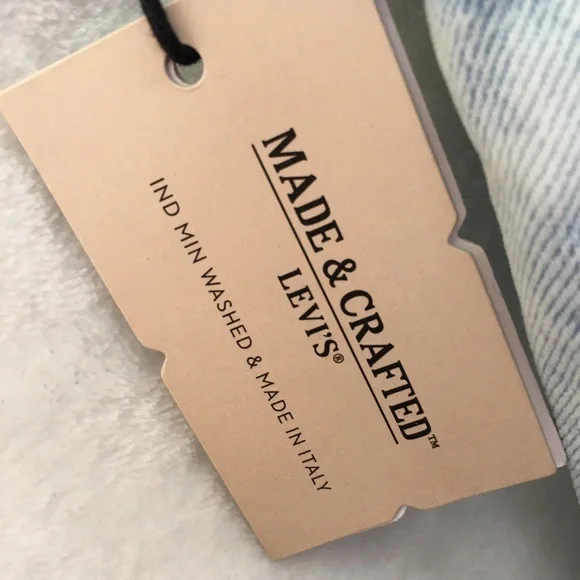 MADE & CRAFTED™
LEVI'S®
IND MIN WASHED & MADE IN ITALY